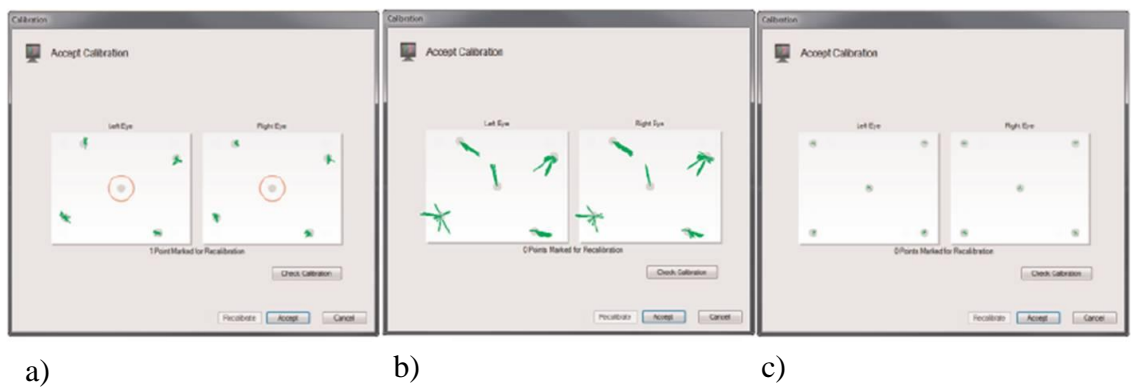 Calibration
Accept Calibration
Left Eye Right Eye
1 Point Marked for Recalibration
Check Calibration
Recalibrate Accept Cancel
a)
Calibration
Accept Calibration
Left Eye Right Eye
0 Points Marked for Recalibration
Check Calibration
Recalibrate Accept Cancel
b)
Calibration
Accept Calibration
Left Eye Right Eye
0 Points Marked for Recalibration
Check Calibration
Recalibrate Accept Cancel
c)